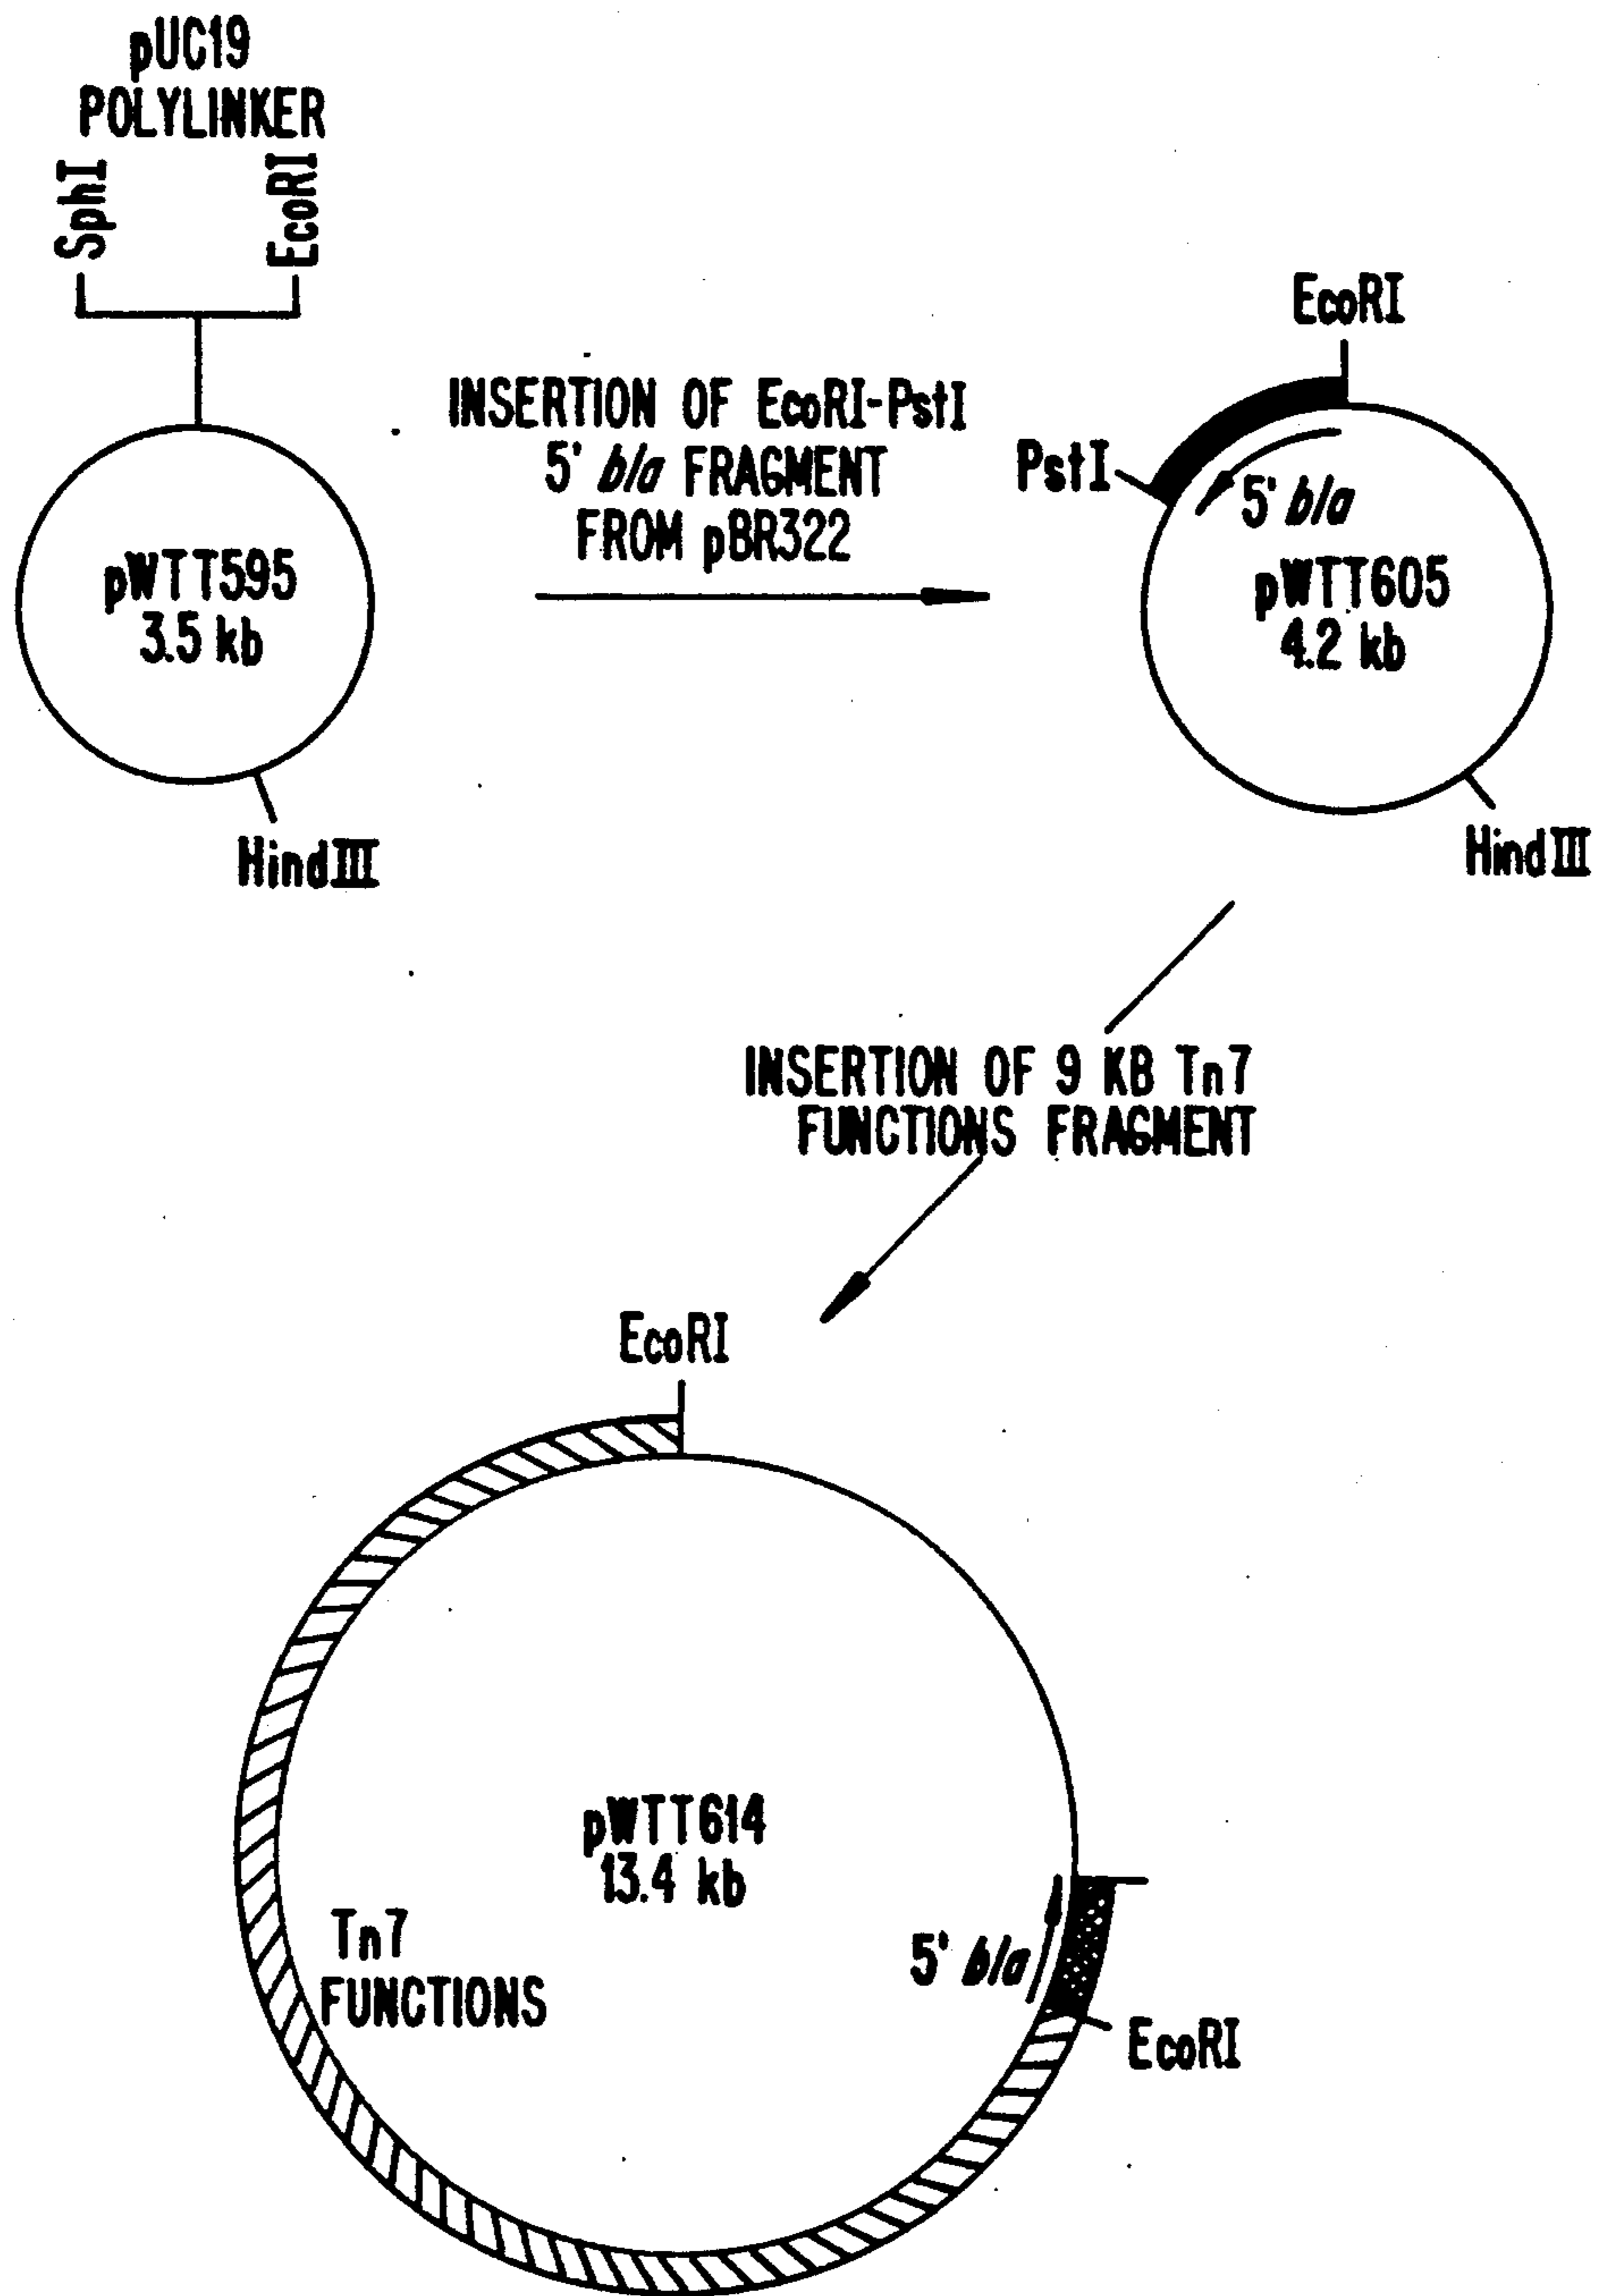 pUC19
POLYLINKER
SphI
EcoRI
pWTT595
3.5 kb
HindIII
INSERTION OF EcoRI-PstI
5' bla FRAGMENT
FROM pBR322
EcoRI
PstI
5' bla
pWTT605
4.2 kb
HindIII
INSERTION OF 9 KB Tn7
FUNCTIONS FRAGMENT
EcoRI
pWTT614
13.4 kb
Tn7
FUNCTIONS
5' bla
EcoRI